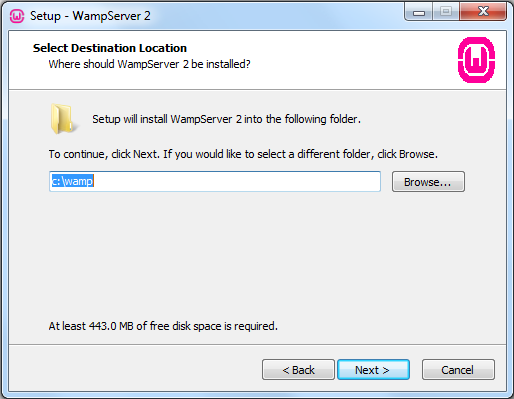 Setup - WampServer 2
Select Destination Location
Where should WampServer 2 be installed?
Setup will install WampServer 2 into the following folder.
To continue, click Next. If you would like to select a different folder, click Browse.
c:\wamp
Browse...
At least 443.0 MB of free disk space is required.
< Back
Next >
Cancel